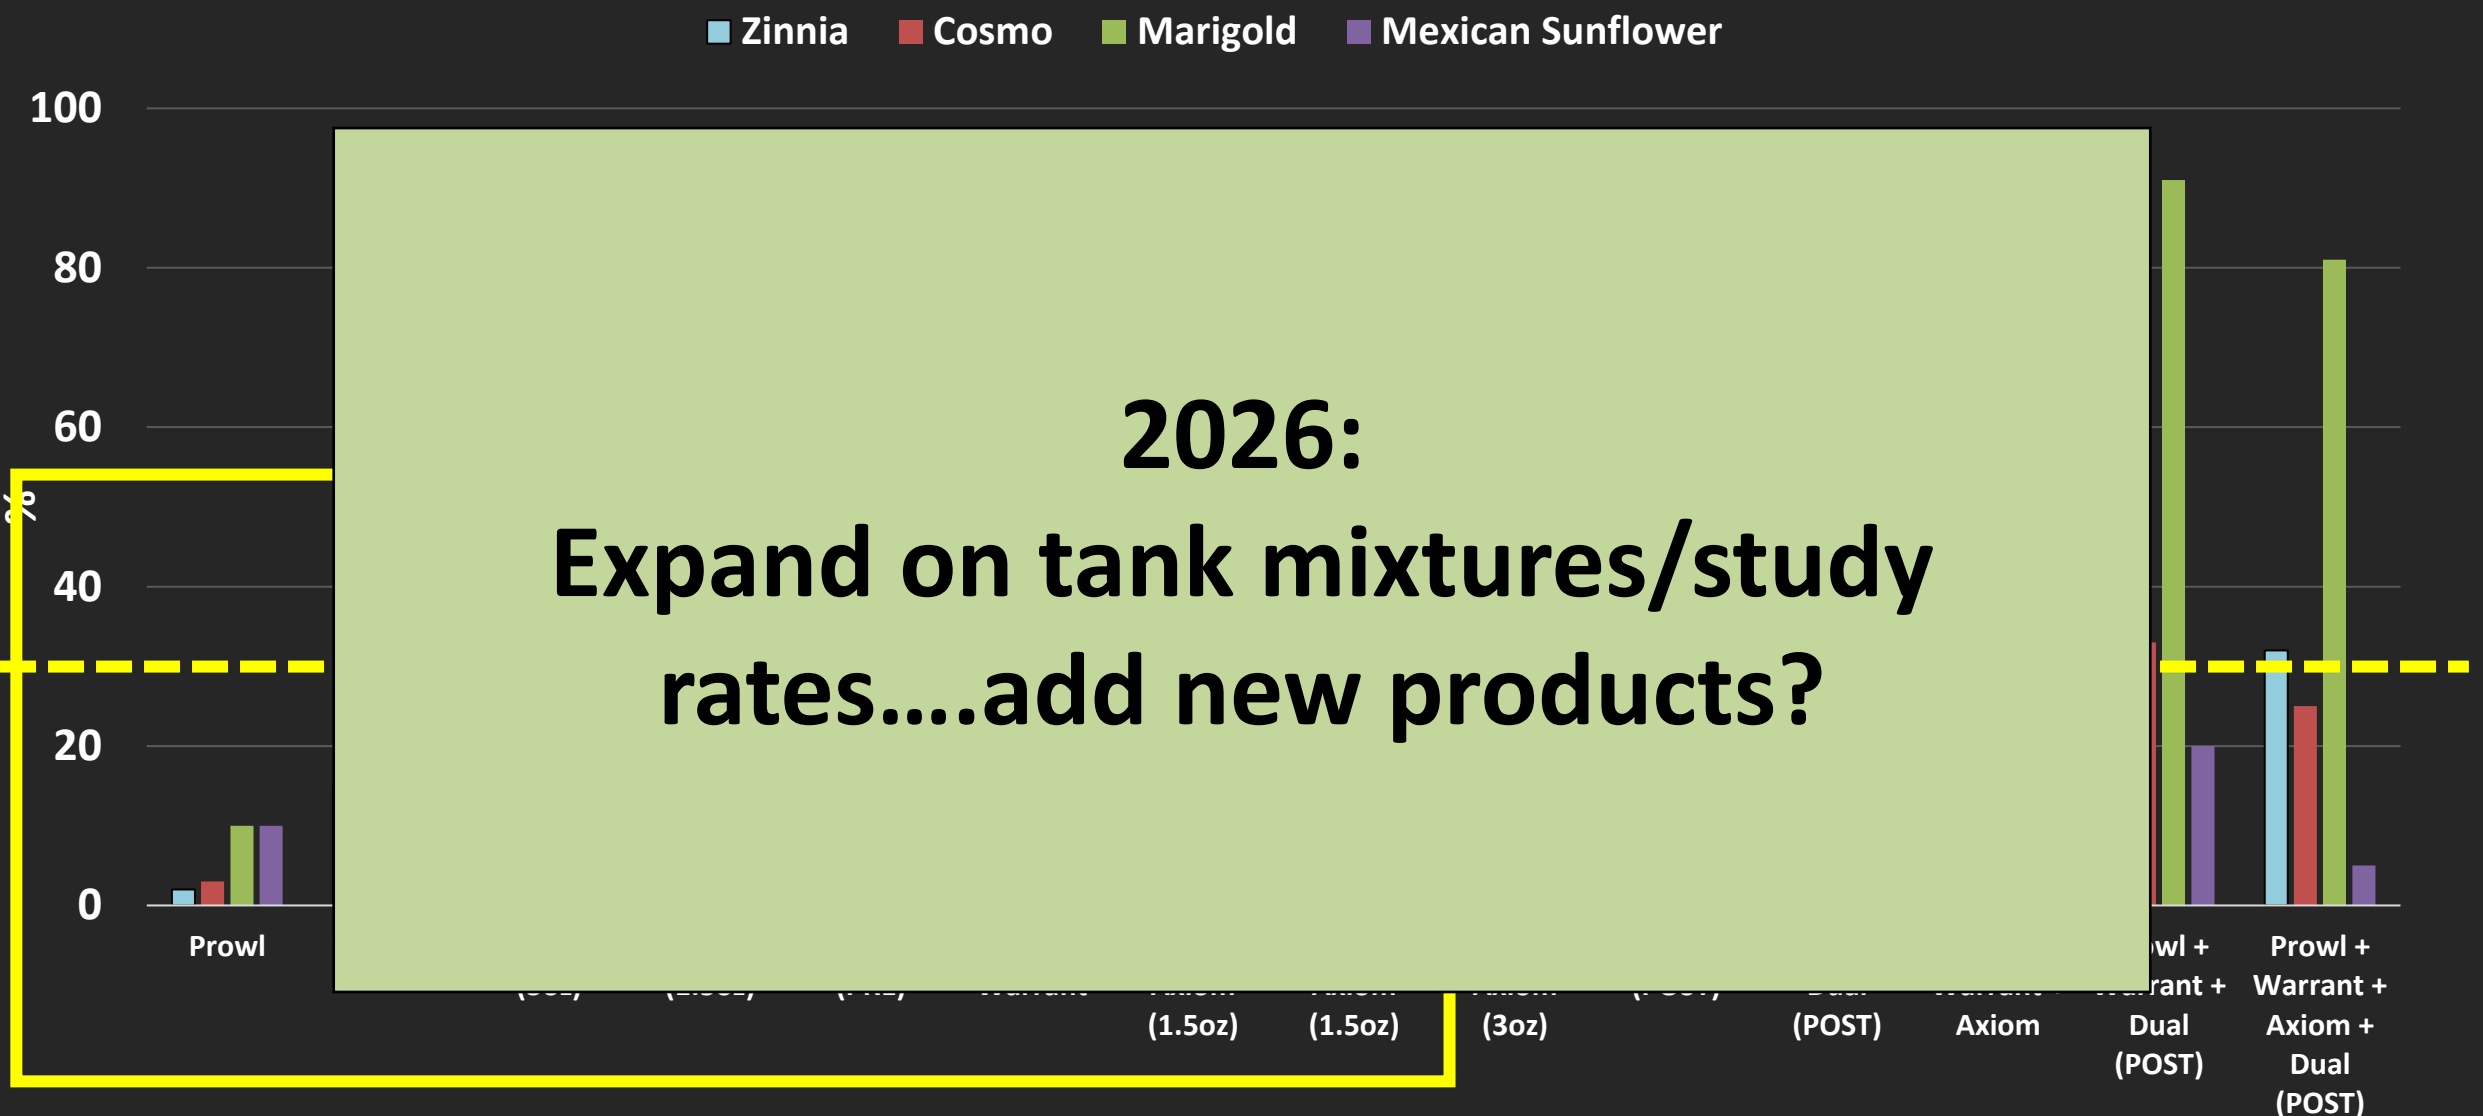 Zinnia Cosmo Marigold Mexican Sunflower
100
80
60
40
20
0
%
2026:
Expand on tank mixtures/study
rates....add new products?
Prowl
Prowl +
Warrant +
Axiom +
Dual
(POST)
Warrant +
Dual
(POST)
Axiom
(POST)
(3oz)
(1.5oz)
(1.5oz)